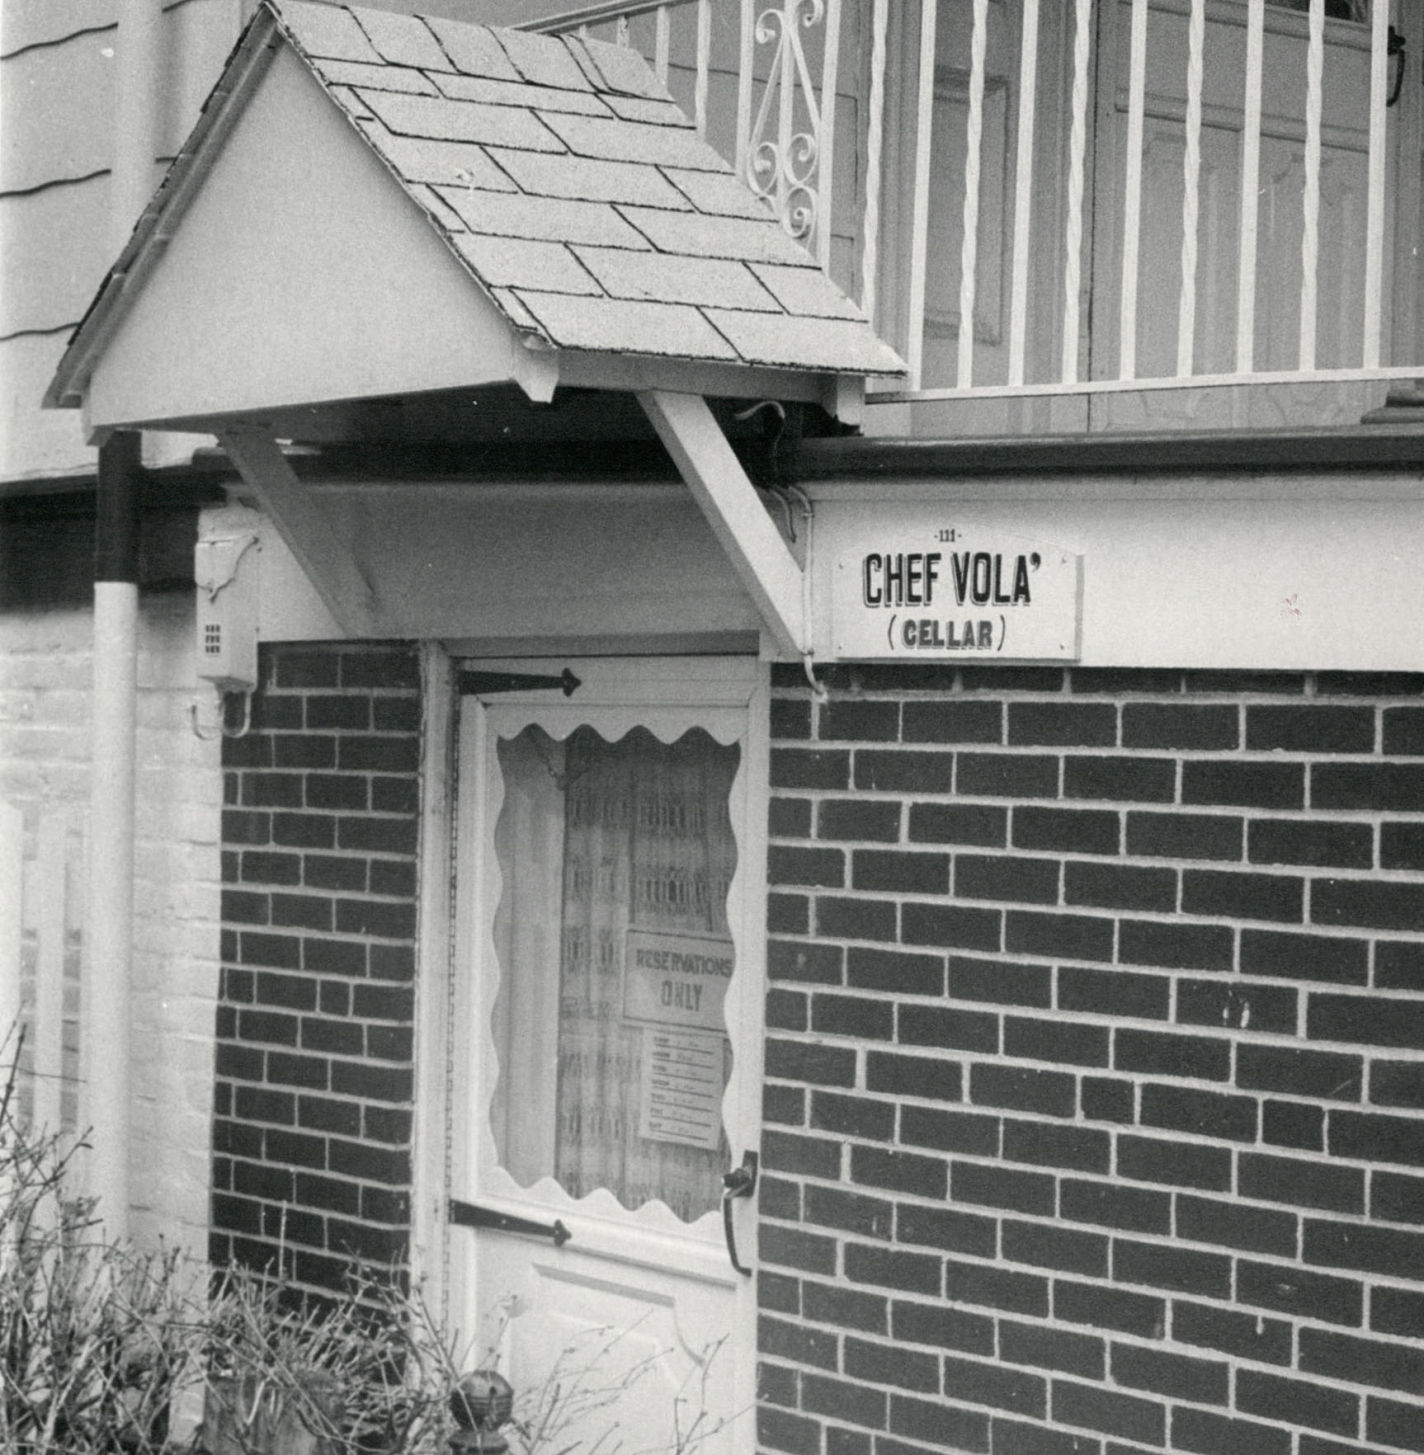 -111-
CHEF VOLA'
(CELLAR)
RESERVATIONS
ONLY